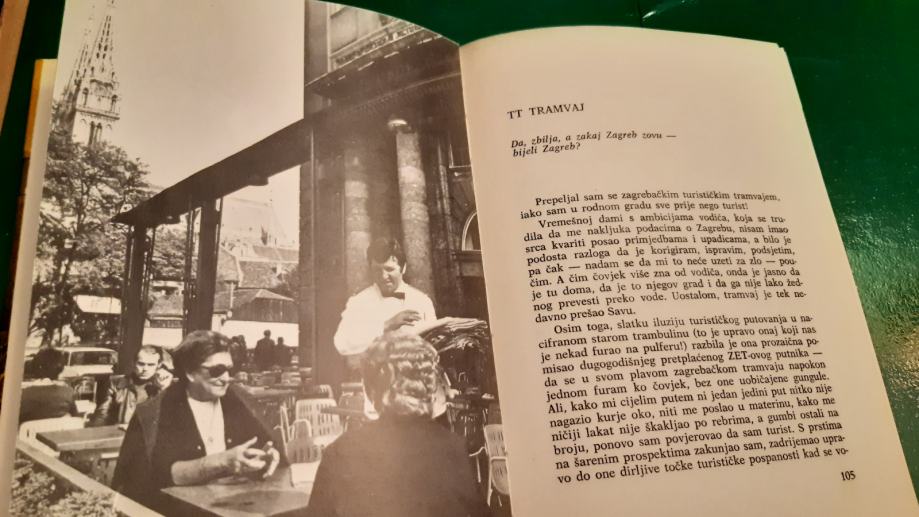 TT TRAMVAJ
Da, zbilja, a zakaj Zagreb zovu —
bijeli Zagreb?
Prepeljal sam se zagrebačkim turističkim tramvajem,
iako sam u rodnom gradu sve prije nego turist!
Vremešnoj dami s ambicijama vodiča, koja se tru-
dila da me nakljuka podacima o Zagrebu, nisam imao
srca kvariti posao primjedbama i upadicama, a bilo je
podosta razloga da je korigiram, ispravim, podsjetim,
pa čak — nadam se da mi to neće uzeti za zlo — pou-
čim. A čim čovjek više zna od vodiča, onda je jasno da
je tu doma, da je to njegov grad i da ga nije lako žed-
nog prevesti preko vode. Uostalom, tramvaj je tek ne-
davno prešao Savu.
Osim toga, slatku iluziju turističkog putovanja u na-
cifranom starom trambulinu (to je upravo onaj koji nas
je nekad furao na pulferu!) razbila je ona prozaična po-
misao dugogodišnjeg pretplaćenog ZET-ovog putnika —
da se u svom plavom zagrebačkom tramvaju napokon
jednom furam ko čovjek, bez one uobičajene gungule.
Ali, kako mi cijelim putem ni jedan jedini put nitko nije
nagazio kurje oko, niti me poslao u materinu, kako me
ničiji lakat nije škakljao po rebrima, a gumbi ostali na
broju, ponovo sam povjerovao da sam turist. S prstima
na šarenim prospektima zakunjao sam, zadrijemao upra-
vo do one dirljive točke turističke pospanosti kad se vo-
105